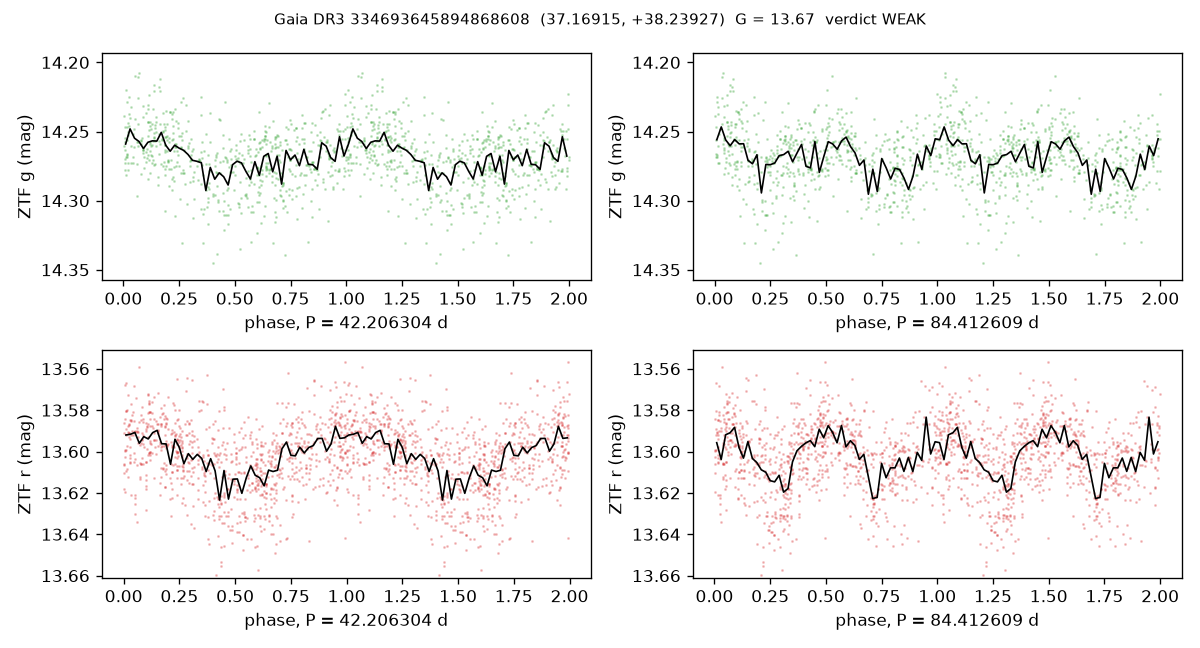 Gaia DR3 334693645894868608  (37.16915, +38.23927)  G = 13.67  verdict WEAK
14.20
14.25
14.30
14.35
ZTF g (mag)
0.00 0.25 0.50 0.75 1.00 1.25 1.50 1.75 2.00
phase, P = 42.206304 d
14.20
14.25
14.30
14.35
ZTF g (mag)
0.00 0.25 0.50 0.75 1.00 1.25 1.50 1.75 2.00
phase, P = 84.412609 d
13.56
13.58
13.60
13.62
13.64
13.66
ZTF r (mag)
0.00 0.25 0.50 0.75 1.00 1.25 1.50 1.75 2.00
phase, P = 42.206304 d
13.56
13.58
13.60
13.62
13.64
13.66
ZTF r (mag)
0.00 0.25 0.50 0.75 1.00 1.25 1.50 1.75 2.00
phase, P = 84.412609 d